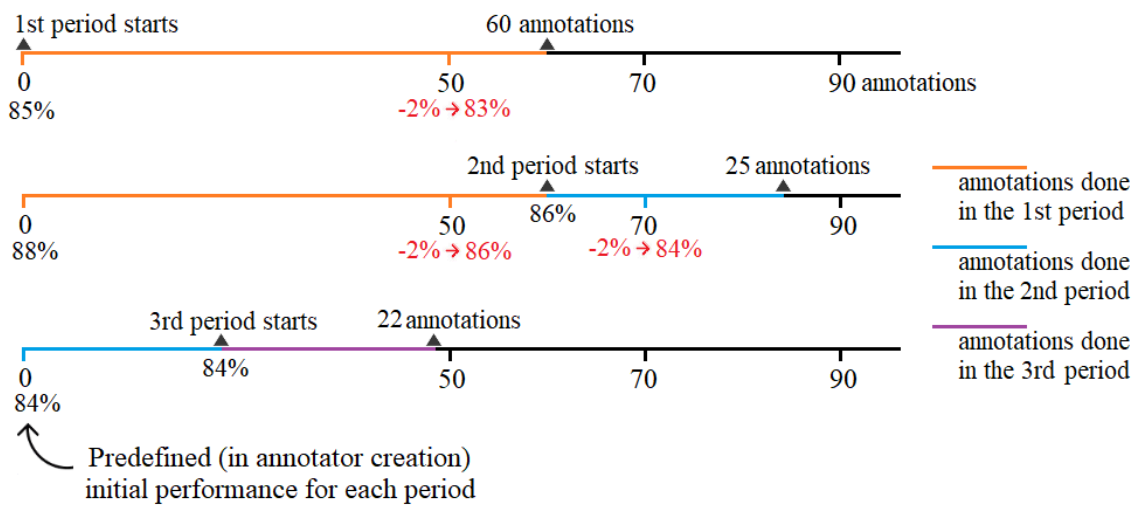 1st period starts
60 annotations
0
50
70
90 annotations
85%
-2% → 83%
2nd period starts
25 annotations
0
50
86%
70
90
88%
-2% → 86%
-2% → 84%
3rd period starts
22 annotations
0
84%
50
90
84%
Predefined (in annotator creation)
initial performance for each period
annotations done
in the 1st period
annotations done
in the 2nd period
annotations done
in the 3rd period